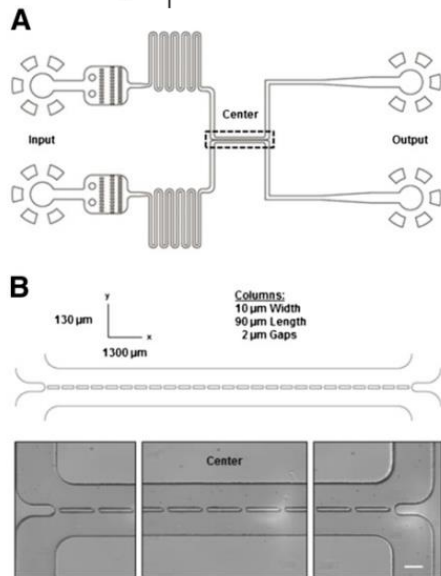 A
Center
Input
Output
B
y
130 µm
x
1300 µm
Columns:
10 µm Width
90 µm Length
2 µm Gaps
Center